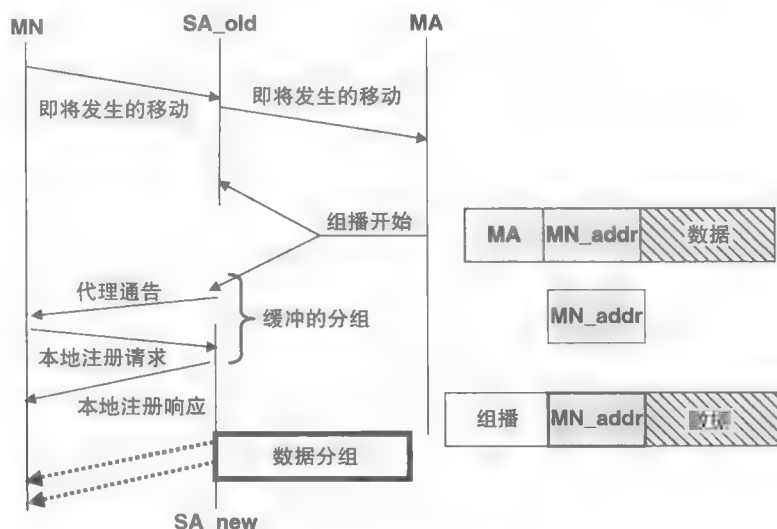 MN
SA_old
MA
即将发生的移动
即将发生的移动
组播开始
MA
MN_addr
数据
代理通告
缓冲的分组
MN_addr
本地注册请求
本地注册响应
组播
MN_addr
数据
数据分组
SA_new